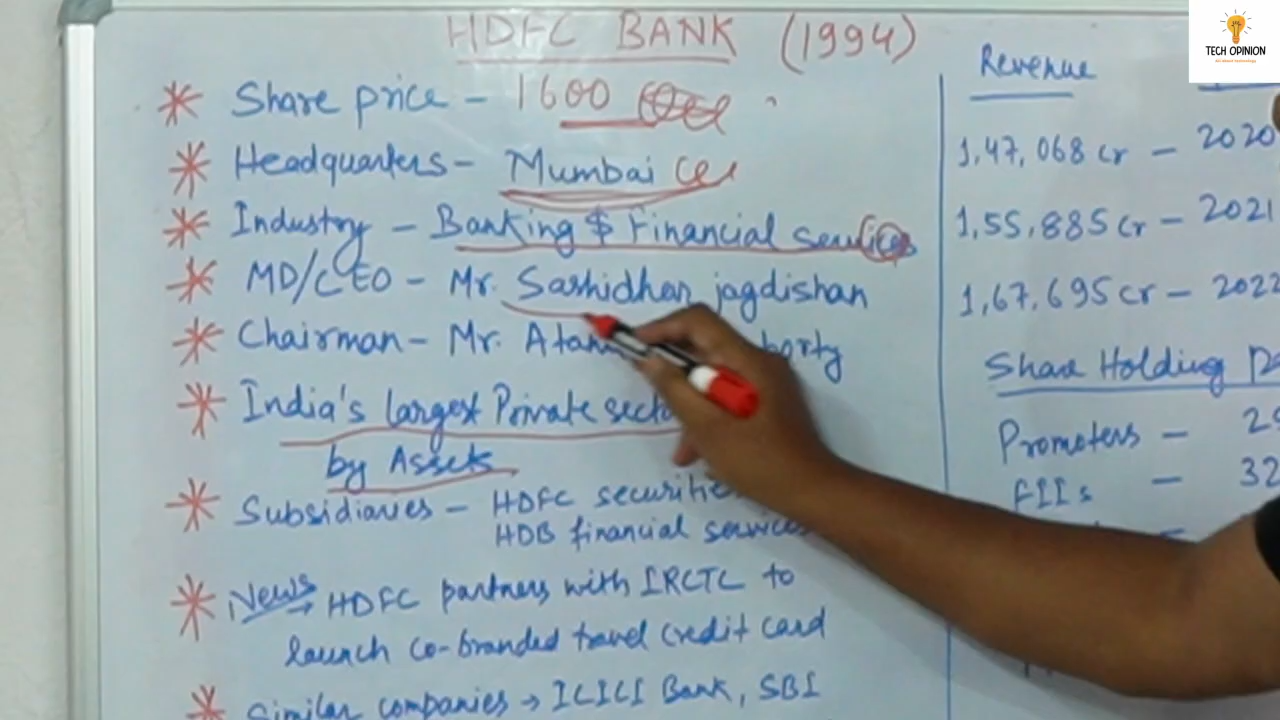 HDFC BANK (1994)
* Share price - 1600
* Headquarters - Mumbai
* Industry - Banking & Financial services
* MD/CEO - Mr. Sashidhar jagdishan
* Chairman - Mr.
* India's largest Private
by Assets
* Subsidiaries - HDFC
HDB financial services
* News → HDFC partners with IRCTC to
launch co-branded travel credit card
* Similar companies → ICICI Bank, SBI
Revenue
1,47,068 cr - 2020
1,55,885 cr - 2021
1,67,695 cr - 2022
Share Holding
Promoters -
FIIs -
TECH OPINION